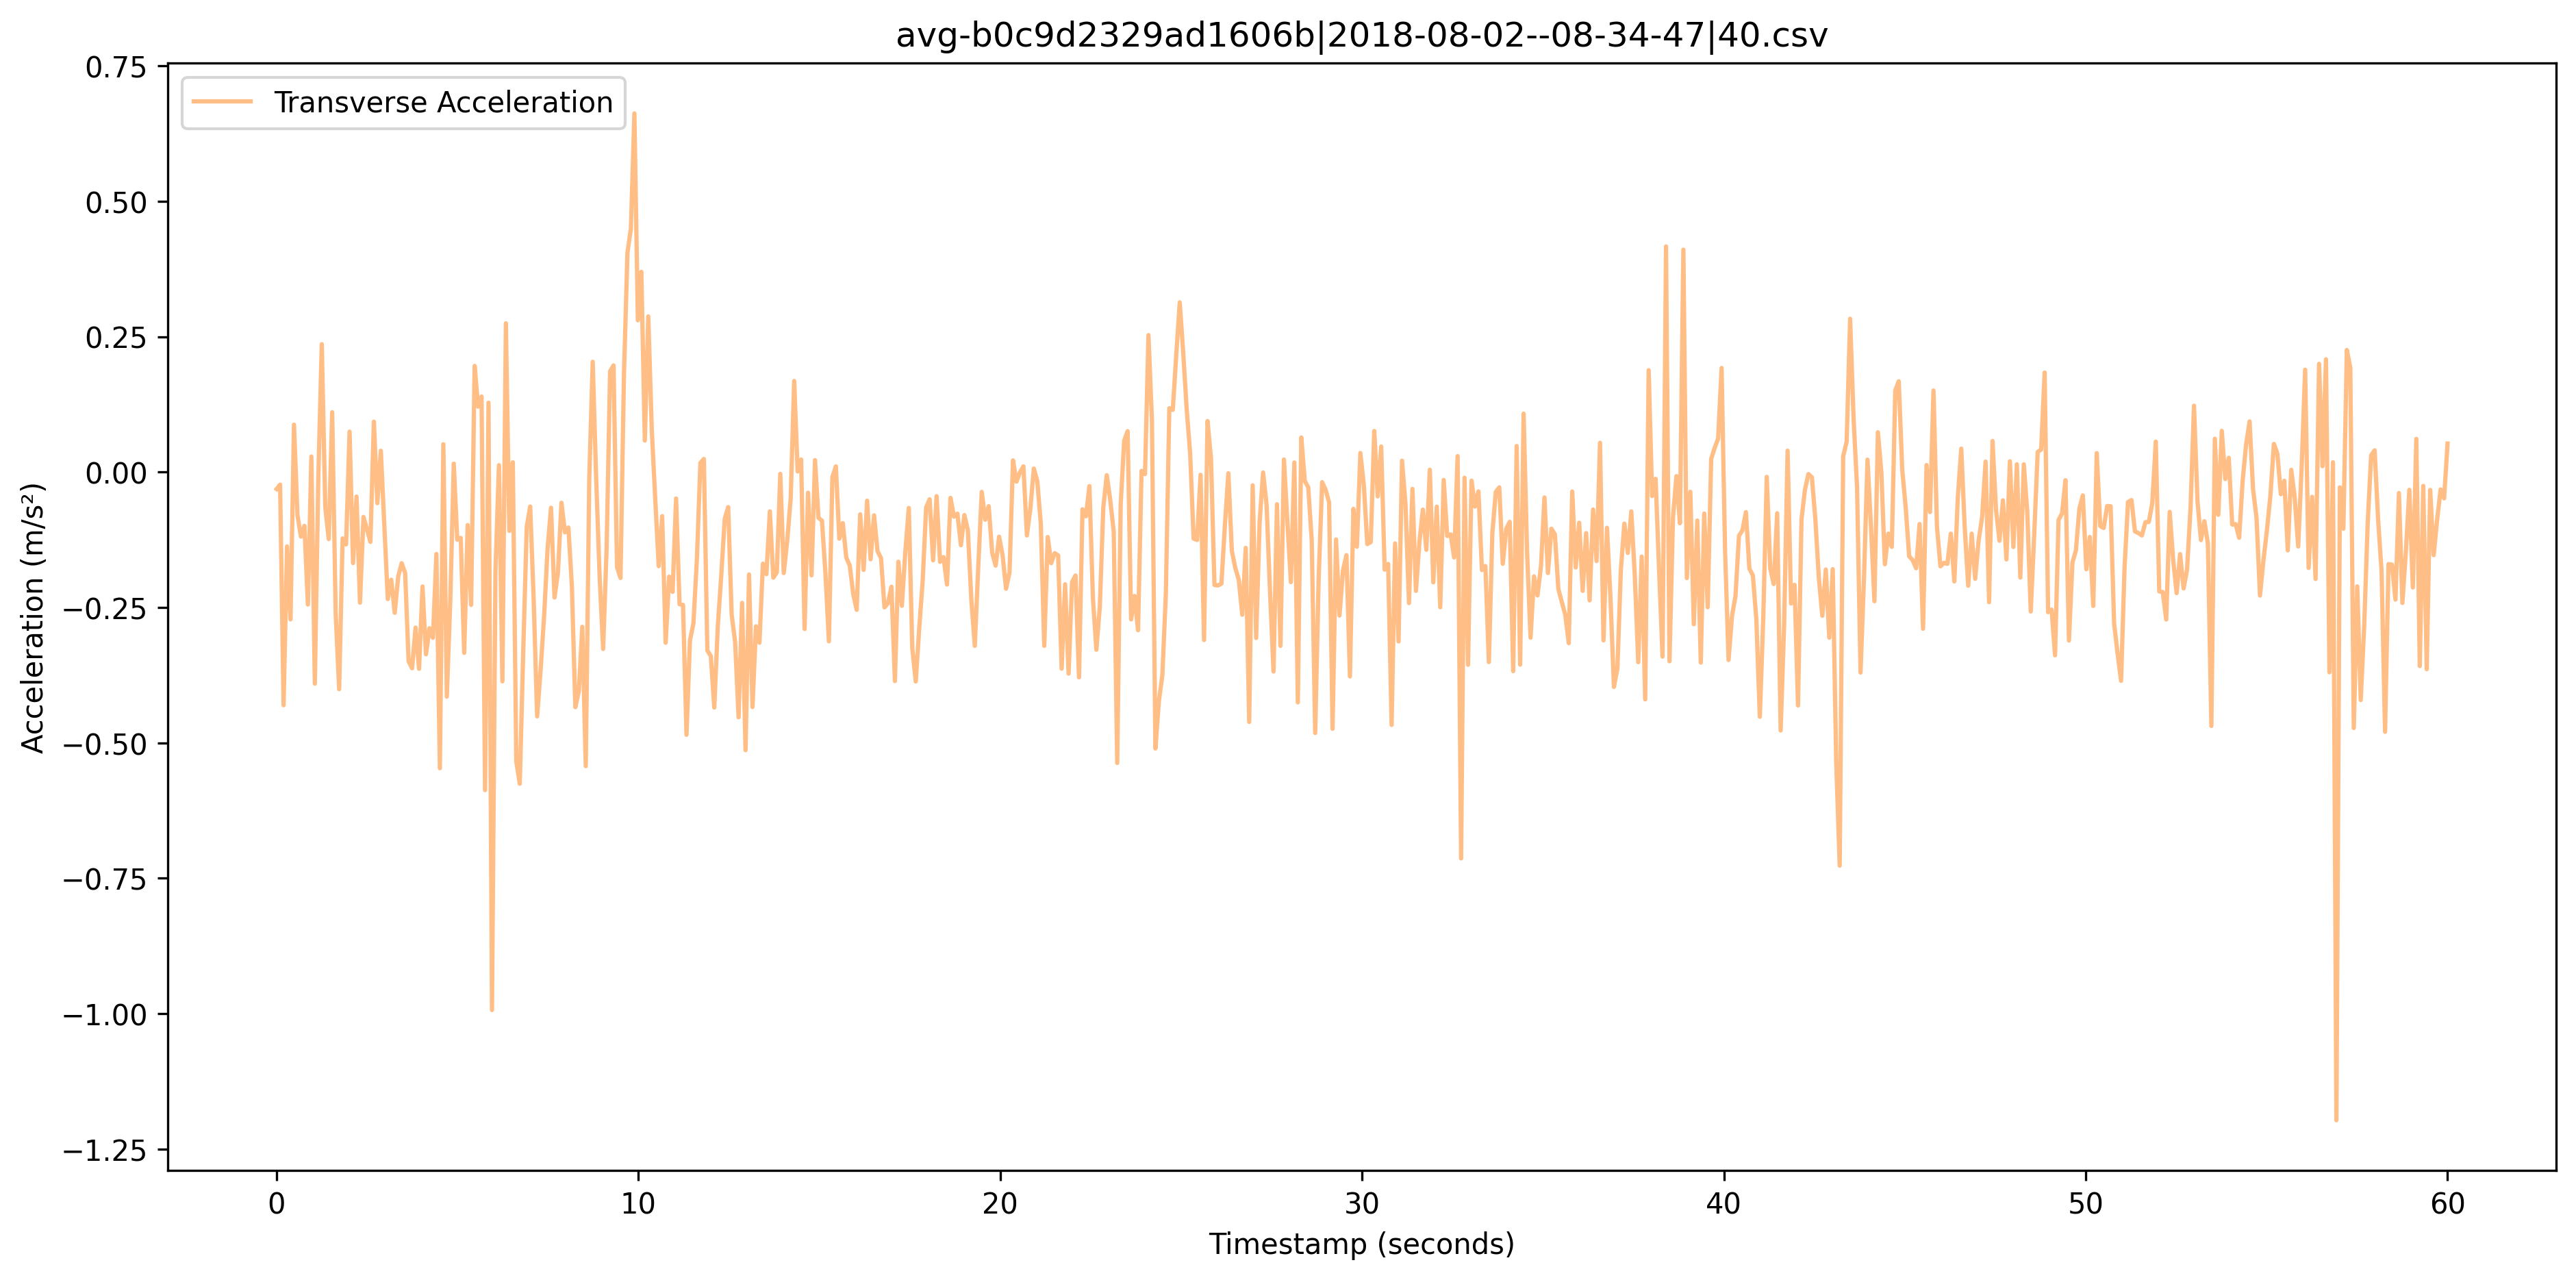 avg-b0c9d2329ad1606b|2018-08-02--08-34-47|40.csv
Transverse Acceleration
Acceleration (m/s²)
0.75
0.50
0.25
0.00
−0.25
−0.50
−0.75
−1.00
−1.25
0 10 20 30 40 50 60
Timestamp (seconds)